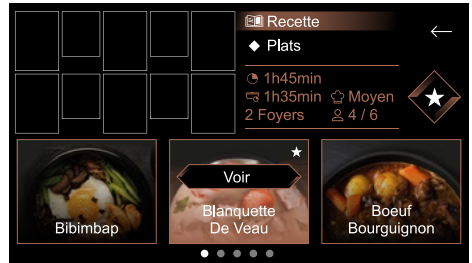 Recette
Plats
1h45min
1h35min Moyen
2 Foyers 4 / 6
Bibimbap
Voir
Blanquette
De Veau
Boeuf
Bourguignon